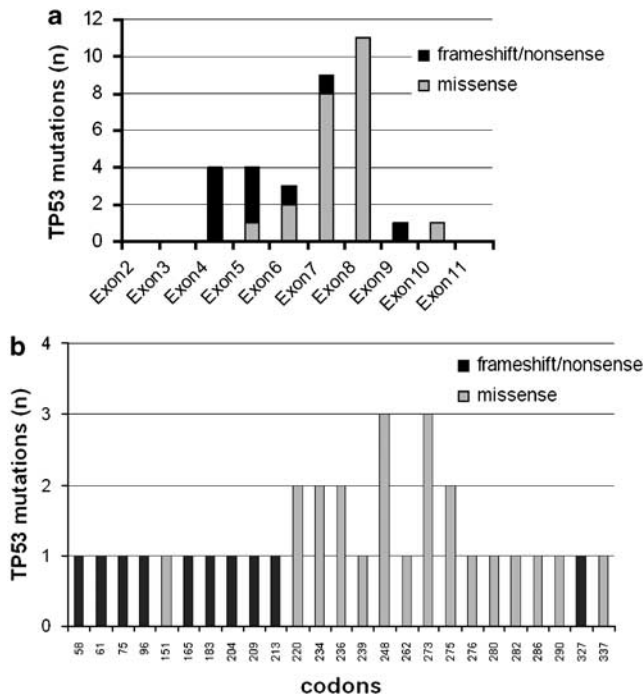 a
TP53 mutations (n)
12
10
8
6
4
2
0
frameshift/nonsense
missense
Exon2
Exon3
Exon4
Exon5
Exon6
Exon7
Exon8
Exon9
Exon10
Exon11
b
TP53 mutations (n)
4
3
2
1
0
frameshift/nonsense
missense
58 61 75 96 151 165 183 204 209 213 220 234 236 239 248 262 273 275 276 280 282 286 290 327 337
codons